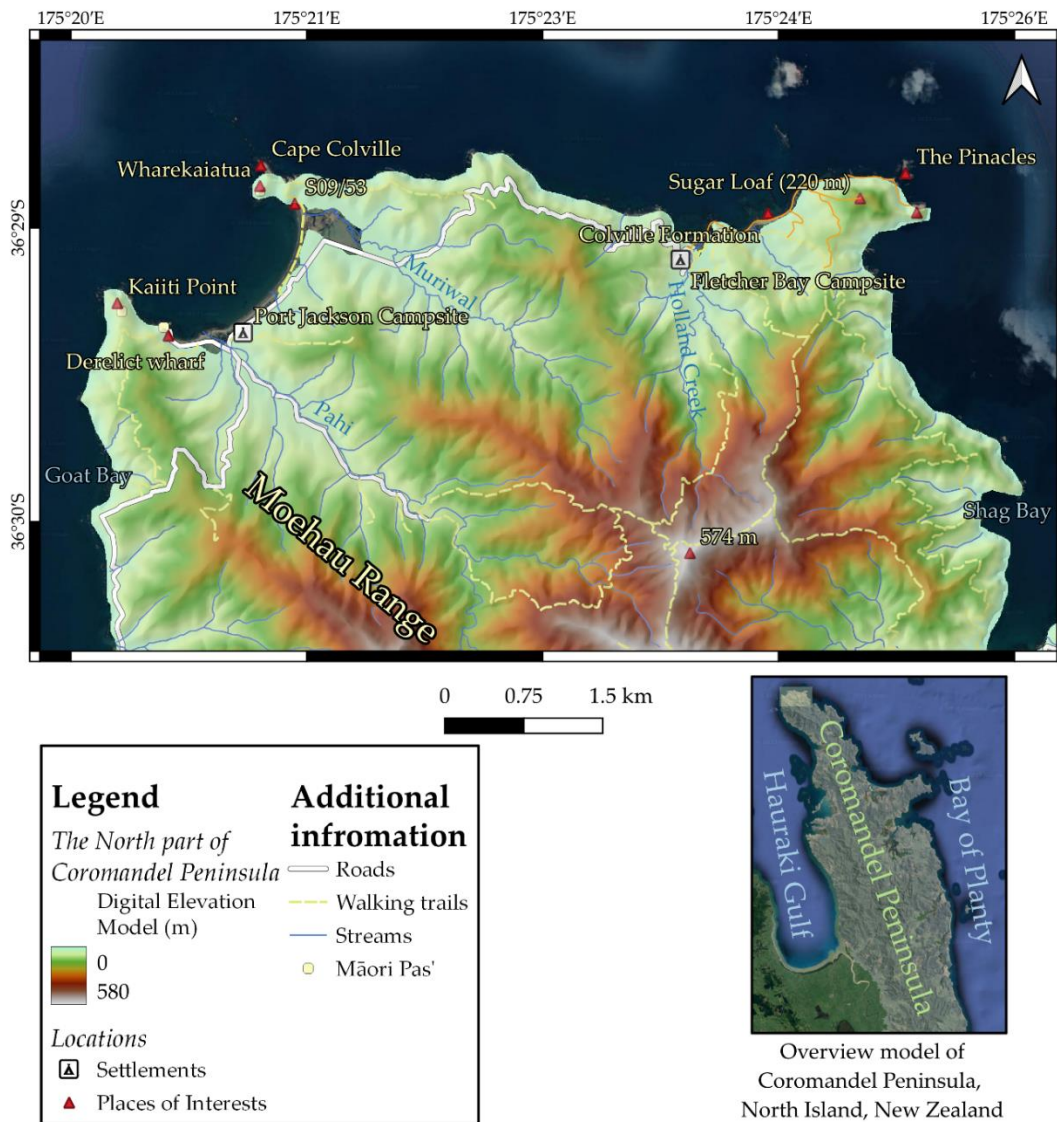 175°20′E
175°21′E
175°23′E
175°24′E
175°26′E
36°29′S
36°30′S
Cape Colville
Wharekaiatua
S09/53
The Pinacles
Sugar Loaf (220 m)
Colville Formation
Fletcher Bay Campsite
Muriwal
Holland Creek
Kaiiti Point
Port Jackson Campsite
Derelict wharf
Pahi
Goat Bay
Moehau Range
574 m
Shag Bay
0 0.75 1.5 km
Legend
The North part of
Coromandel Peninsula
Digital Elevation
Model (m)
0
580
Locations
Settlements
Places of Interests
Additional
infromation
Roads
Walking trails
Streams
Māori Pas'
Hauraki Gulf
Coromandel Peninsula
Bay of Planty
Overview model of
Coromandel Peninsula,
North Island, New Zealand